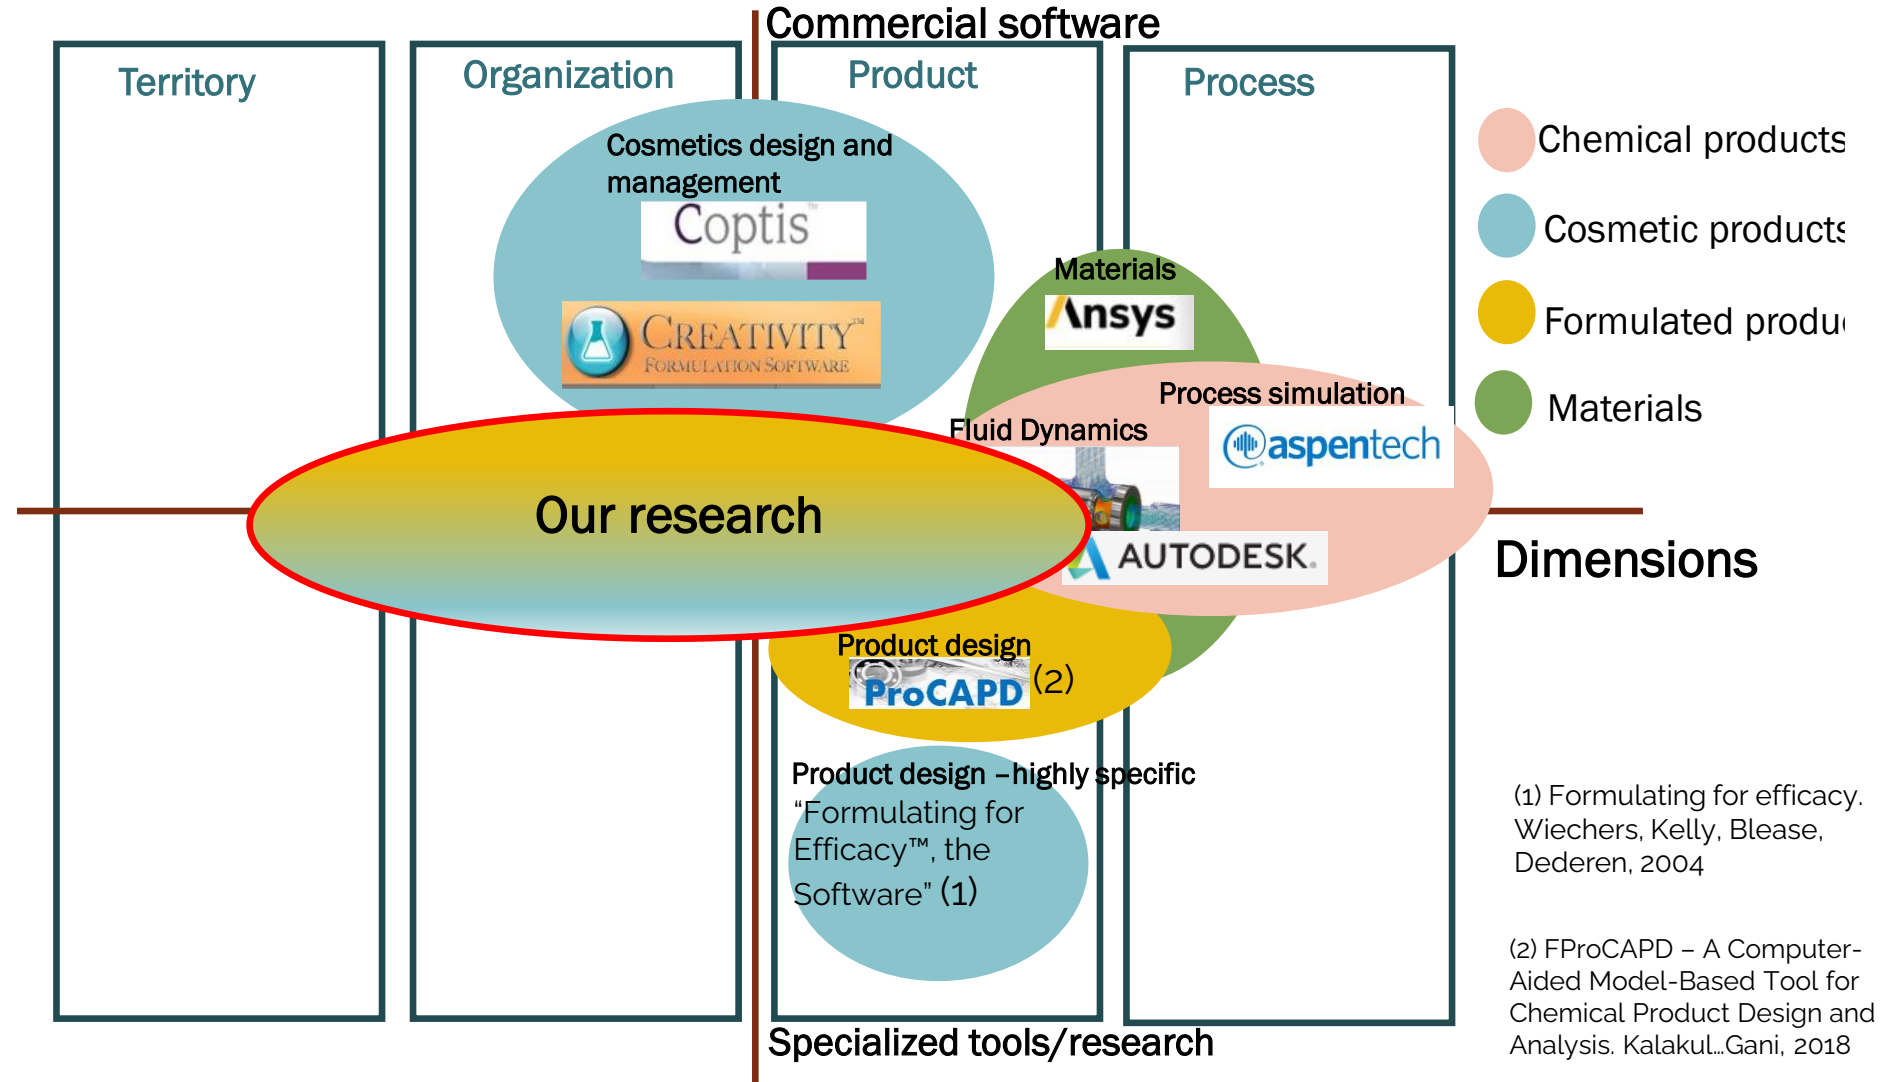 Commercial software
Territory
Organization
Product
Process
Cosmetics design and
management
Coptis™
CREATIVITY™
FORMULATION SOFTWARE
Materials
Ansys
Process simulation
aspentech
Fluid Dynamics
AUTODESK.
Our research
Dimensions
Product design
ProCAPD (2)
Product design –highly specific
“Formulating for
Efficacy™, the
Software” (1)
Specialized tools/research
Chemical products
Cosmetic products
Formulated produ
Materials
(1) Formulating for efficacy.
Wiechers, Kelly, Blease,
Dederen, 2004
(2) FProCAPD – A Computer-
Aided Model-Based Tool for
Chemical Product Design and
Analysis. Kalakul…Gani, 2018